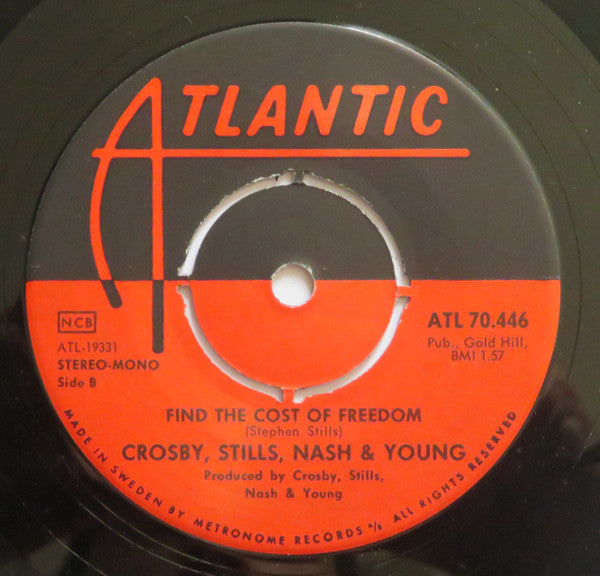 ATLANTIC
NCB
ATL-19331
STEREO-MONO
Side B
ATL 70.446
Pub., Gold Hill,
BMI 1.57
FIND THE COST OF FREEDOM
(Stephen Stills)
CROSBY, STILLS, NASH & YOUNG
Produced by Crosby, Stills,
Nash & Young
MADE IN SWEDEN BY METRONOME RECORDS A/S ALL RIGHTS RESERVED